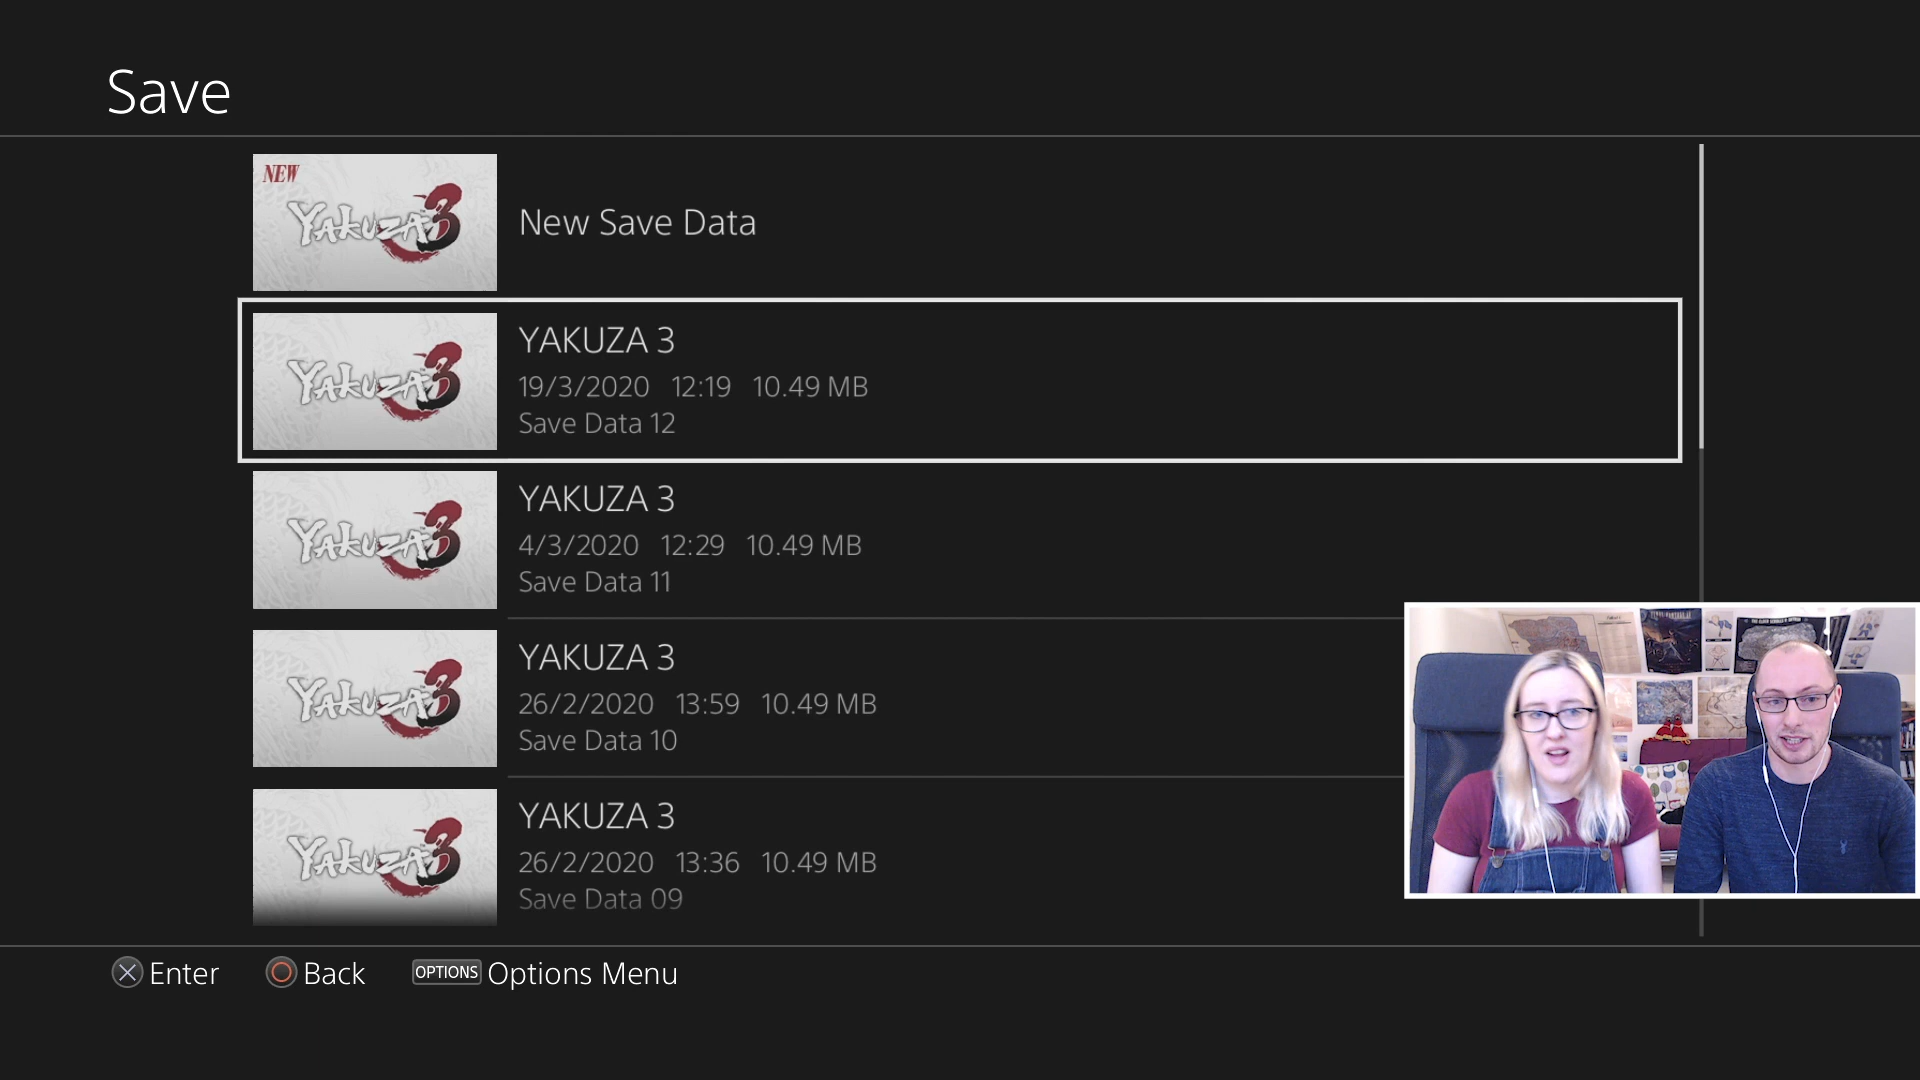 Save
NEW
YAKUZA 3
New Save Data
YAKUZA 3
YAKUZA 3
19/3/2020 12:19 10.49 MB
Save Data 12
YAKUZA 3
YAKUZA 3
4/3/2020 12:29 10.49 MB
Save Data 11
YAKUZA 3
YAKUZA 3
26/2/2020 13:59 10.49 MB
Save Data 10
YAKUZA 3
YAKUZA 3
26/2/2020 13:36 10.49 MB
Save Data 09
Enter Back OPTIONS Options Menu